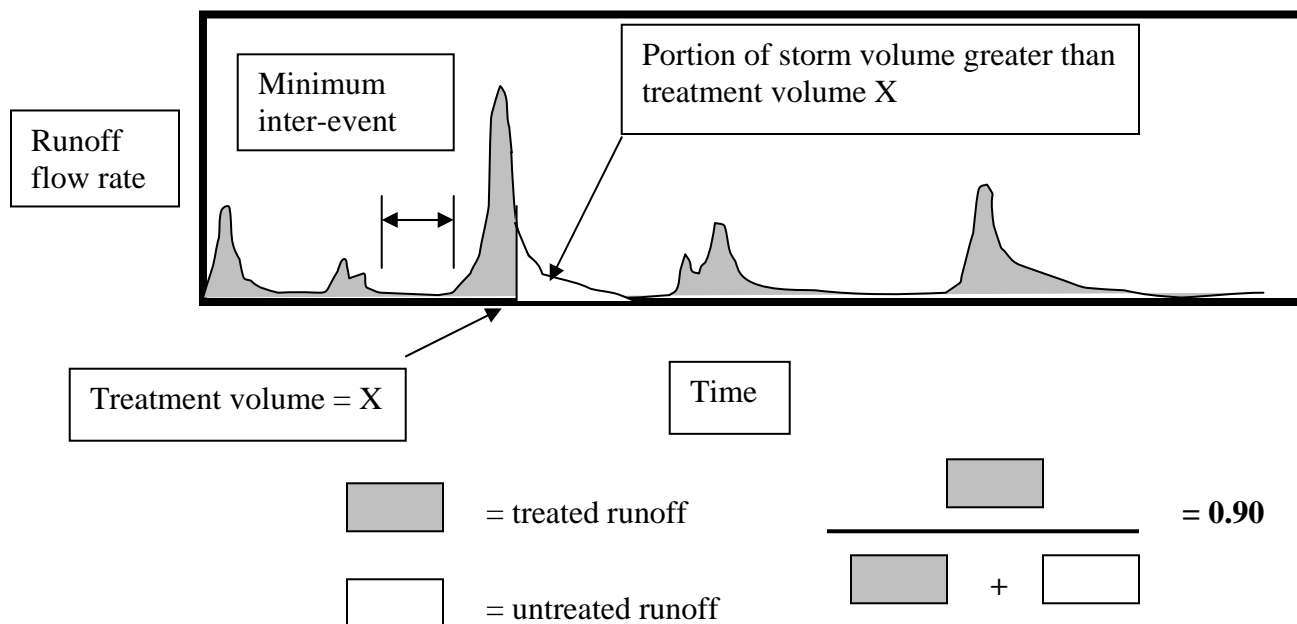 Portion of storm volume greater than
treatment volume X
Minimum
inter-event
Runoff
flow rate
Treatment volume = X
Time
= treated runoff
= 0.90
+
= untreated runoff